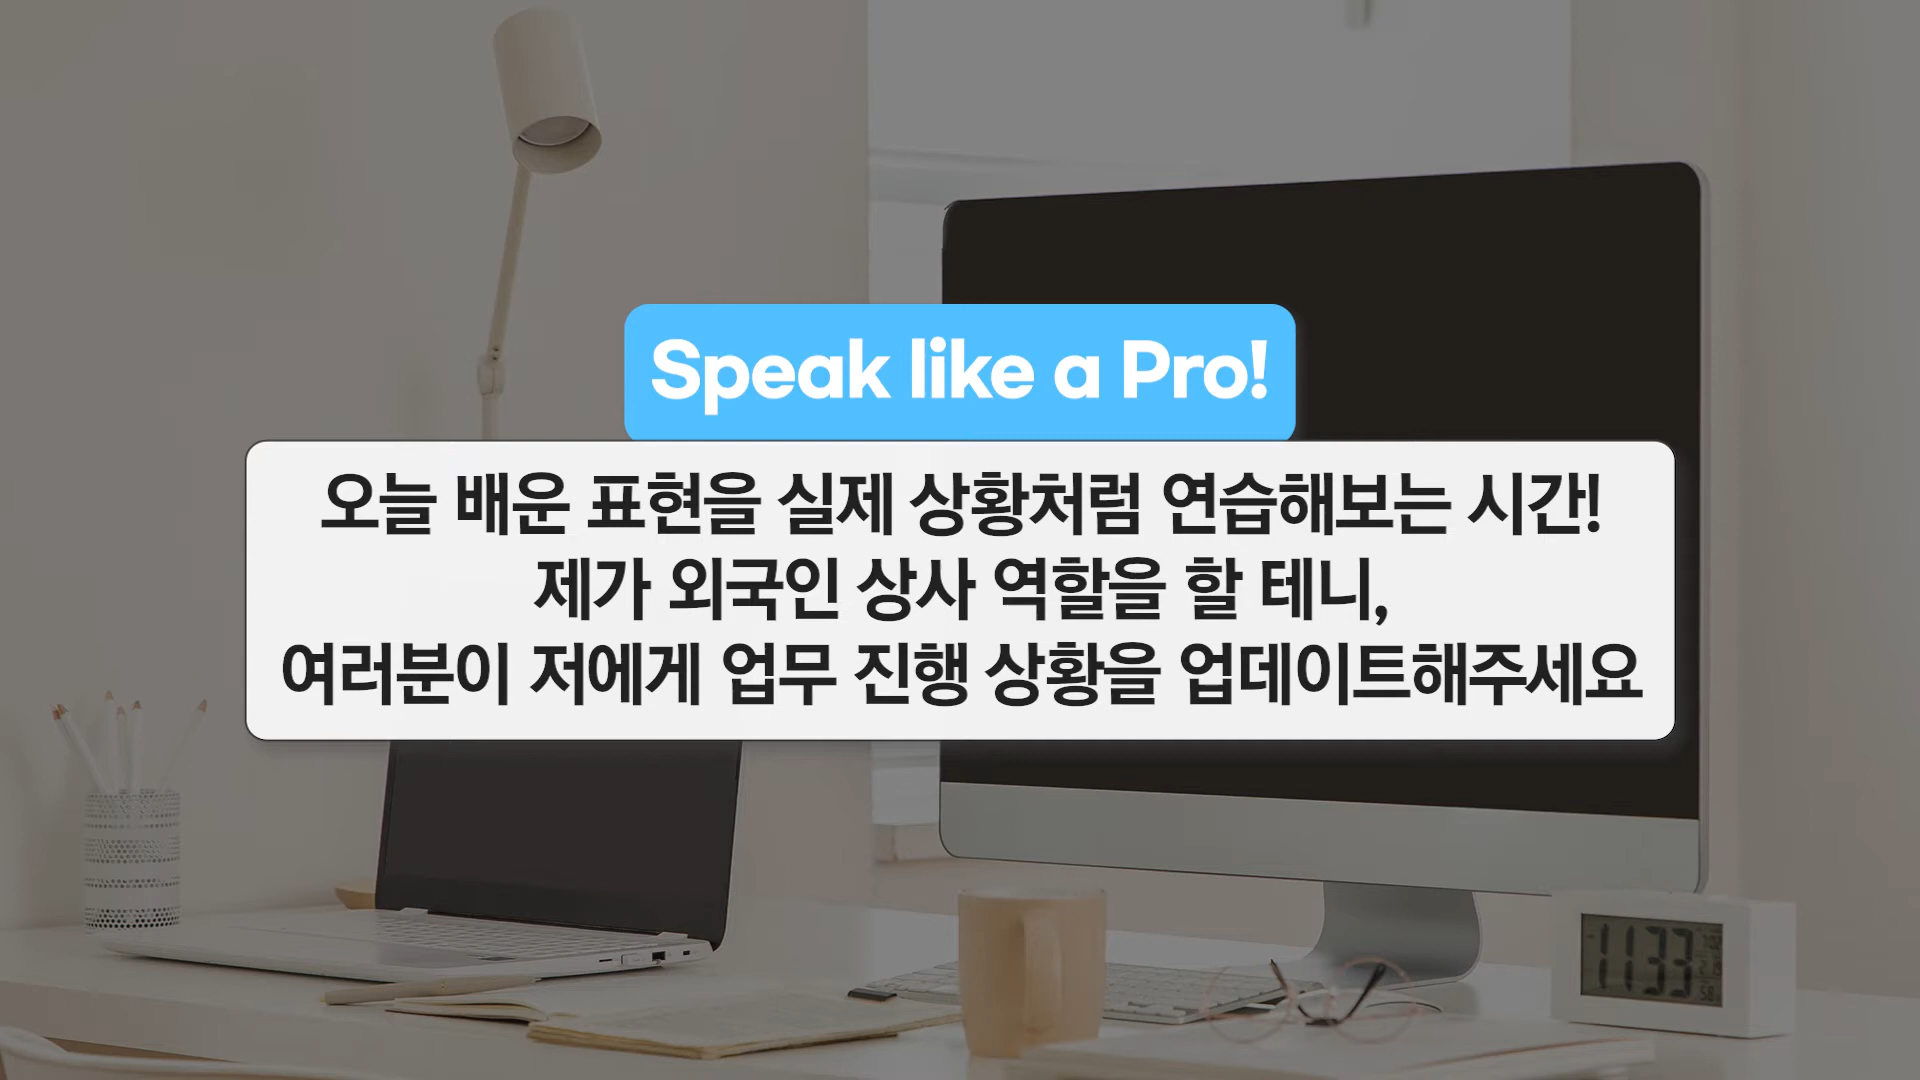 Speak like a Pro!
오늘 배운 표현을 실제 상황처럼 연습해보는 시간!
제가 외국인 상사 역할을 할 테니,
여러분이 저에게 업무 진행 상황을 업데이트해주세요
1133